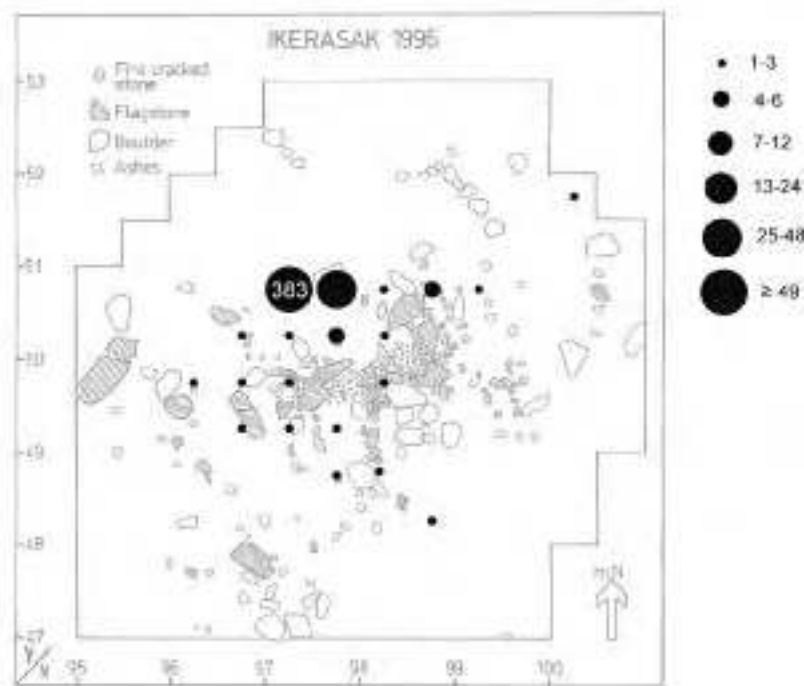 IKERASAK 1995
Fire-cracked
stone
Flagstone
Boulder
Ashes
1-3
4-6
7-12
13-24
25-48
≥ 49
383
53
52
51
50
49
48
47
Y/X
95
96
97
98
99
100
N